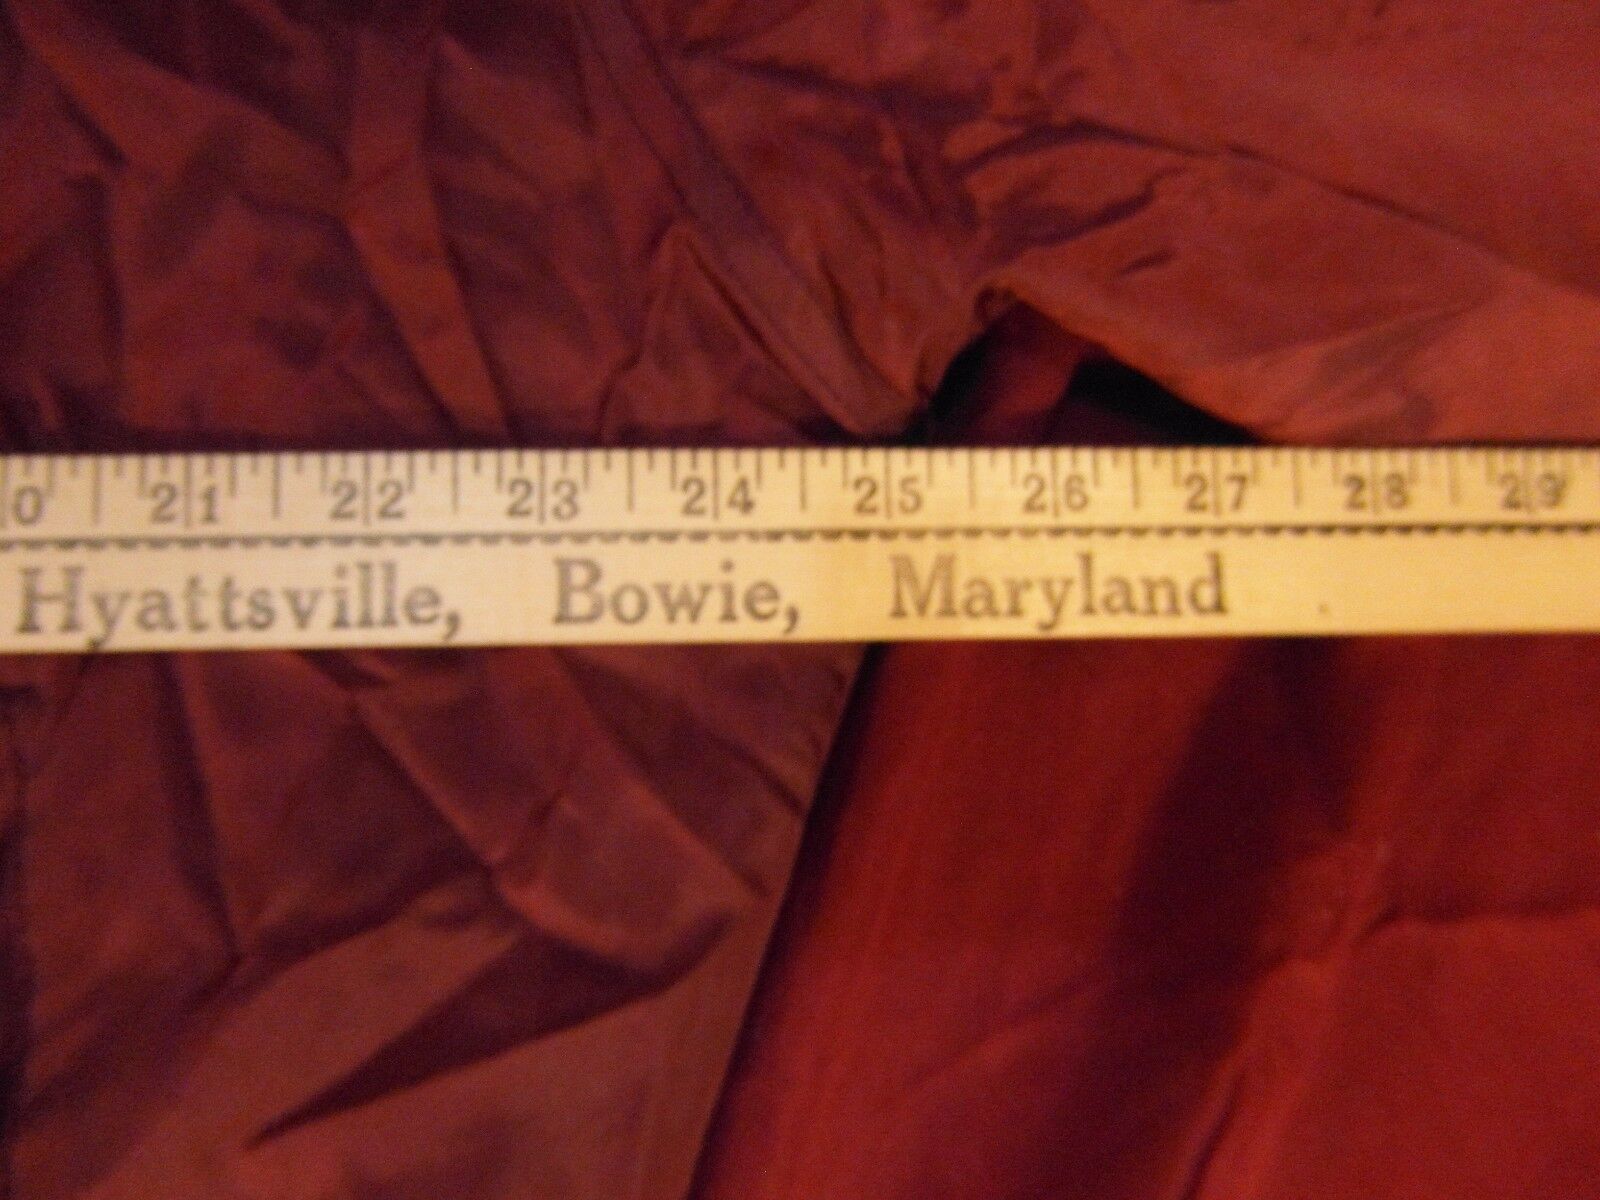 0 21 22 23 24 25 26 27 28 29
Hyattsville, Bowie, Maryland